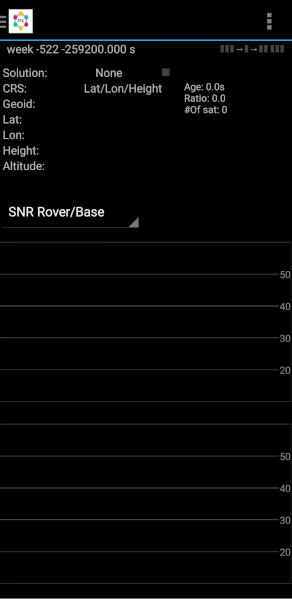 week -522 -259200.000 s
Solution: None
CRS: Lat/Lon/Height
Age: 0.0s
Geoid:
Ratio: 0.0
#Of sat: 0
Lat:
Lon:
Height:
Altitude:
SNR Rover/Base
50
40
30
20
50
40
30
20